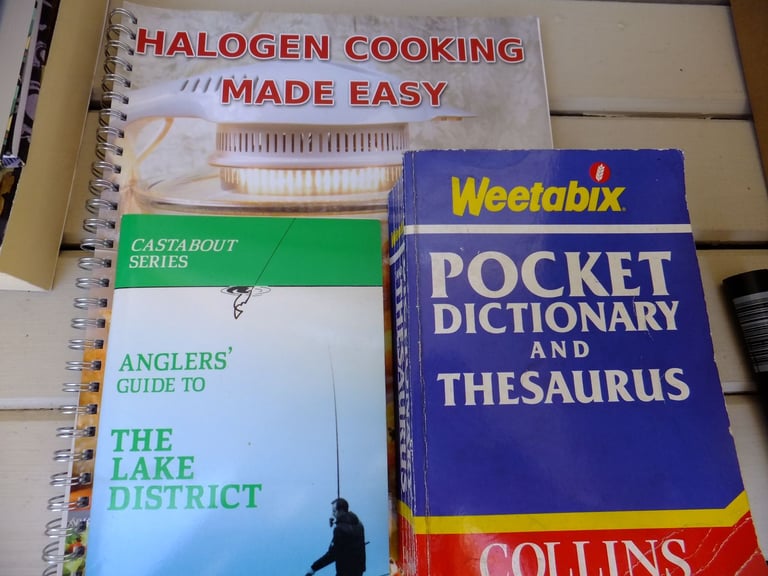 HALOGEN COOKING
MADE EASY
CASTABOUT
SERIES
ANGLERS'
GUIDE TO
THE
LAKE
DISTRICT
Weetabix
POCKET
DICTIONARY
AND
THESAURUS
COLLINS